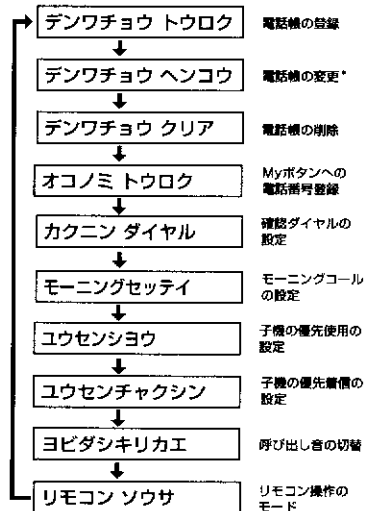 デンワチョウ トウロク
電話帳の登録
デンワチョウ ヘンコウ
電話帳の変更*
デンワチョウ クリア
電話帳の削除
オコノミ トウロク
Myボタンへの
電話番号登録
カクニン ダイヤル
確認ダイヤルの
設定
モーニングセッテイ
モーニングコール
の設定
ユウセンショウ
子機の優先使用の
設定
ユウセンチャクシン
子機の優先着信の
設定
ヨビダシキリカエ
呼び出し音の切替
リモコン ソウサ
リモコン操作の
モード